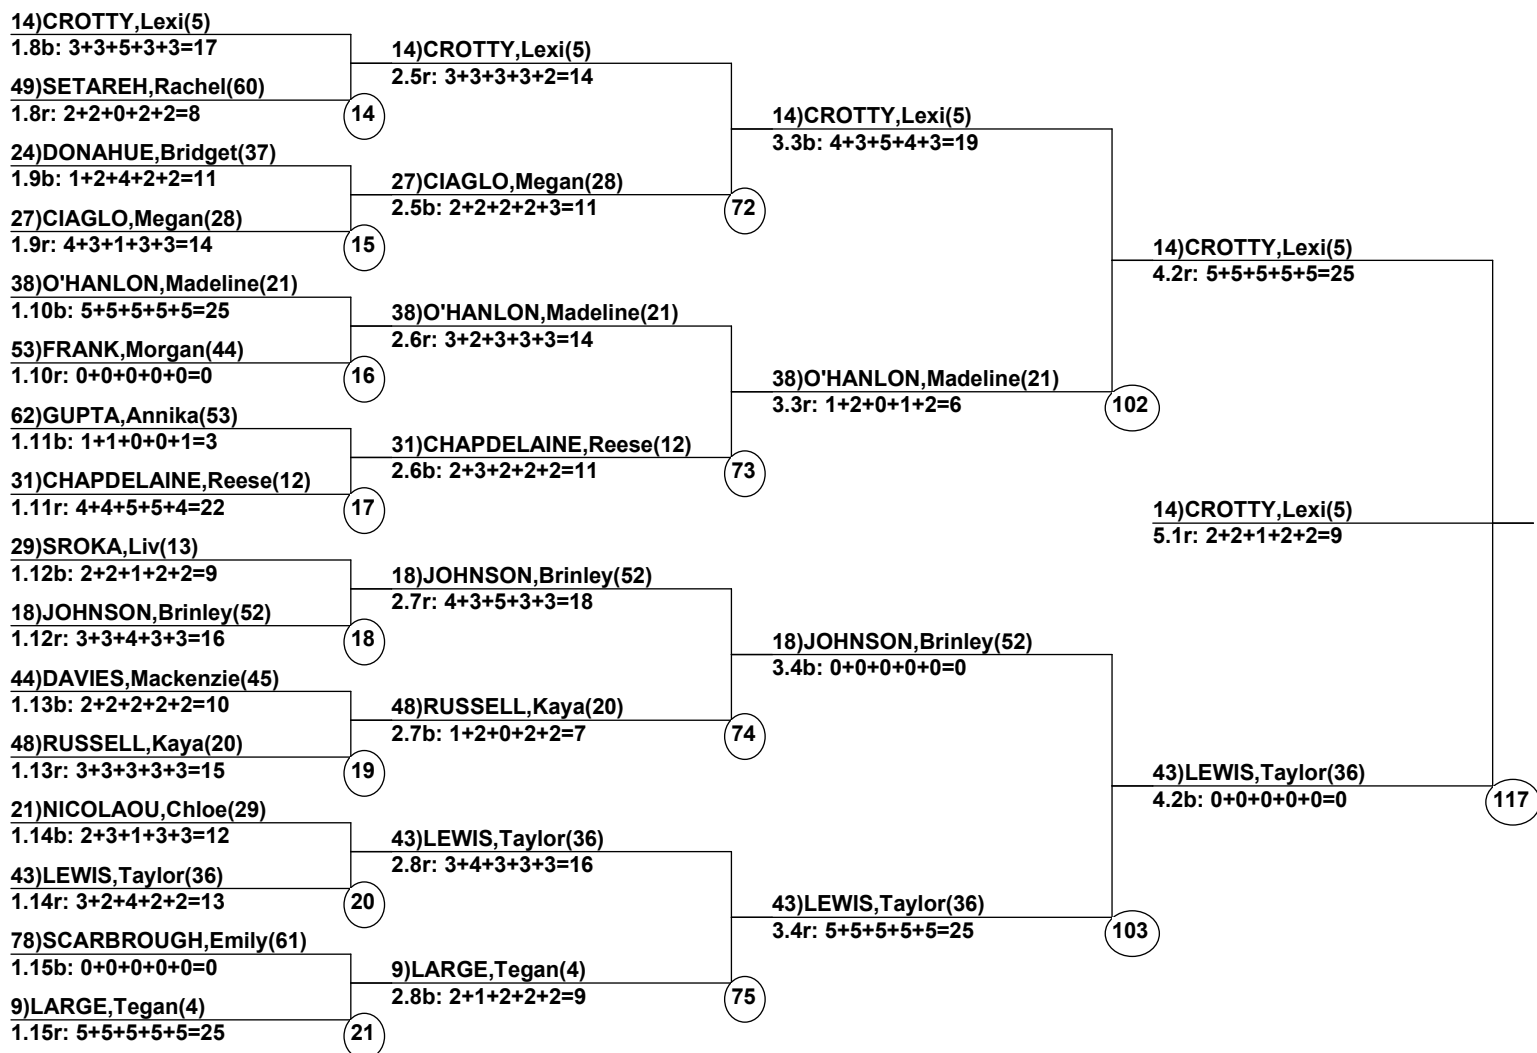 14)CROTTY,Lexi(5)
1.8b: 3+3+5+3+3=17
49)SETAREH,Rachel(60)
1.8r: 2+2+0+2+2=8
14
24)DONAHUE,Bridget(37)
1.9b: 1+2+4+2+2=11
27)CIAGLO,Megan(28)
1.9r: 4+3+1+3+3=14
15
38)O'HANLON,Madeline(21)
1.10b: 5+5+5+5+5=25
53)FRANK,Morgan(44)
1.10r: 0+0+0+0+0=0
16
62)GUPTA,Annika(53)
1.11b: 1+1+0+0+1=3
31)CHAPDELAINE,Reese(12)
1.11r: 4+4+5+5+4=22
17
29)SROKA,Liv(13)
1.12b: 2+2+1+2+2=9
18)JOHNSON,Brinley(52)
1.12r: 3+3+4+3+3=16
18
44)DAVIES,Mackenzie(45)
1.13b: 2+2+2+2+2=10
48)RUSSELL,Kaya(20)
1.13r: 3+3+3+3+3=15
19
21)NICOLAOU,Chloe(29)
1.14b: 2+3+1+3+3=12
43)LEWIS,Taylor(36)
1.14r: 3+2+4+2+2=13
20
78)SCARBROUGH,Emily(61)
1.15b: 0+0+0+0+0=0
9)LARGE,Tegan(4)
1.15r: 5+5+5+5+5=25
21
14)CROTTY,Lexi(5)
2.5r: 3+3+3+3+2=14
27)CIAGLO,Megan(28)
2.5b: 2+2+2+2+3=11
72
38)O'HANLON,Madeline(21)
2.6r: 3+2+3+3+3=14
31)CHAPDELAINE,Reese(12)
2.6b: 2+3+2+2+2=11
73
18)JOHNSON,Brinley(52)
2.7r: 4+3+5+3+3=18
48)RUSSELL,Kaya(20)
2.7b: 1+2+0+2+2=7
74
43)LEWIS,Taylor(36)
2.8r: 3+4+3+3+3=16
9)LARGE,Tegan(4)
2.8b: 2+1+2+2+2=9
75
14)CROTTY,Lexi(5)
3.3b: 4+3+5+4+3=19
38)O'HANLON,Madeline(21)
3.3r: 1+2+0+1+2=6
102
18)JOHNSON,Brinley(52)
3.4b: 0+0+0+0+0=0
43)LEWIS,Taylor(36)
3.4r: 5+5+5+5+5=25
103
14)CROTTY,Lexi(5)
4.2r: 5+5+5+5+5=25
43)LEWIS,Taylor(36)
4.2b: 0+0+0+0+0=0
117
14)CROTTY,Lexi(5)
5.1r: 2+2+1+2+2=9